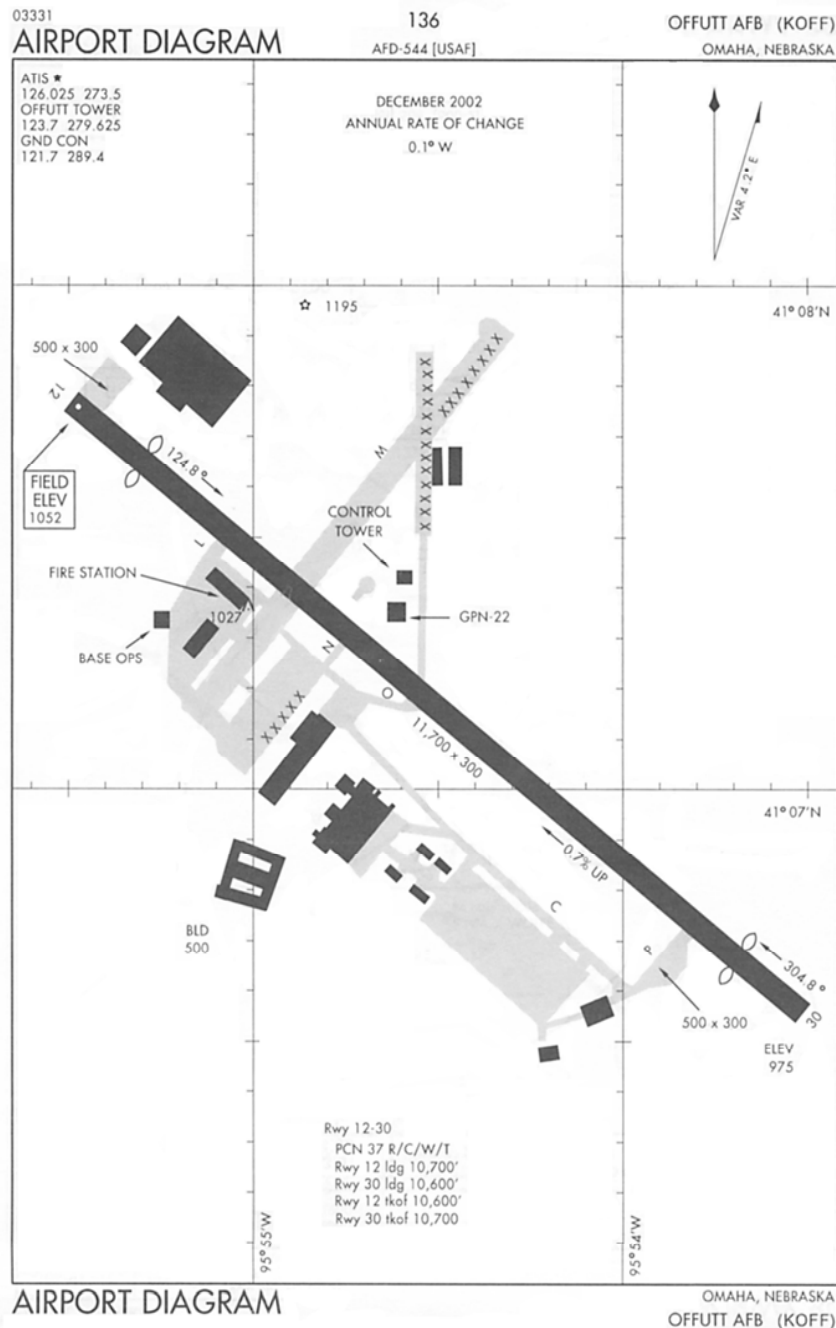 03331
136
OFFUTT AFB (KOFF)
AIRPORT DIAGRAM
AFD-544 [USAF]
OMAHA, NEBRASKA
ATIS ★
126.025 273.5
OFFUTT TOWER
123.7 279.625
GND CON
121.7 289.4
DECEMBER 2002
ANNUAL RATE OF CHANGE
0.1° W
VAR 4.2° E
1195
41° 08'N
500 x 300
12
124.8°
FIELD
ELEV
1052
W
CONTROL
TOWER
L
FIRE STATION
1027
GPN-22
BASE OPS
N
O
11,700 x 300
41° 07'N
0.7% UP
C
BLD
500
P
304.8°
500 x 300
30
ELEV
975
Rwy 12-30
PCN 37 R/C/W/T
Rwy 12 ldg 10,700'
Rwy 30 ldg 10,600'
Rwy 12 tkof 10,600'
Rwy 30 tkof 10,700
95° 55'W
95° 54'W
AIRPORT DIAGRAM
OMAHA, NEBRASKA
OFFUTT AFB (KOFF)